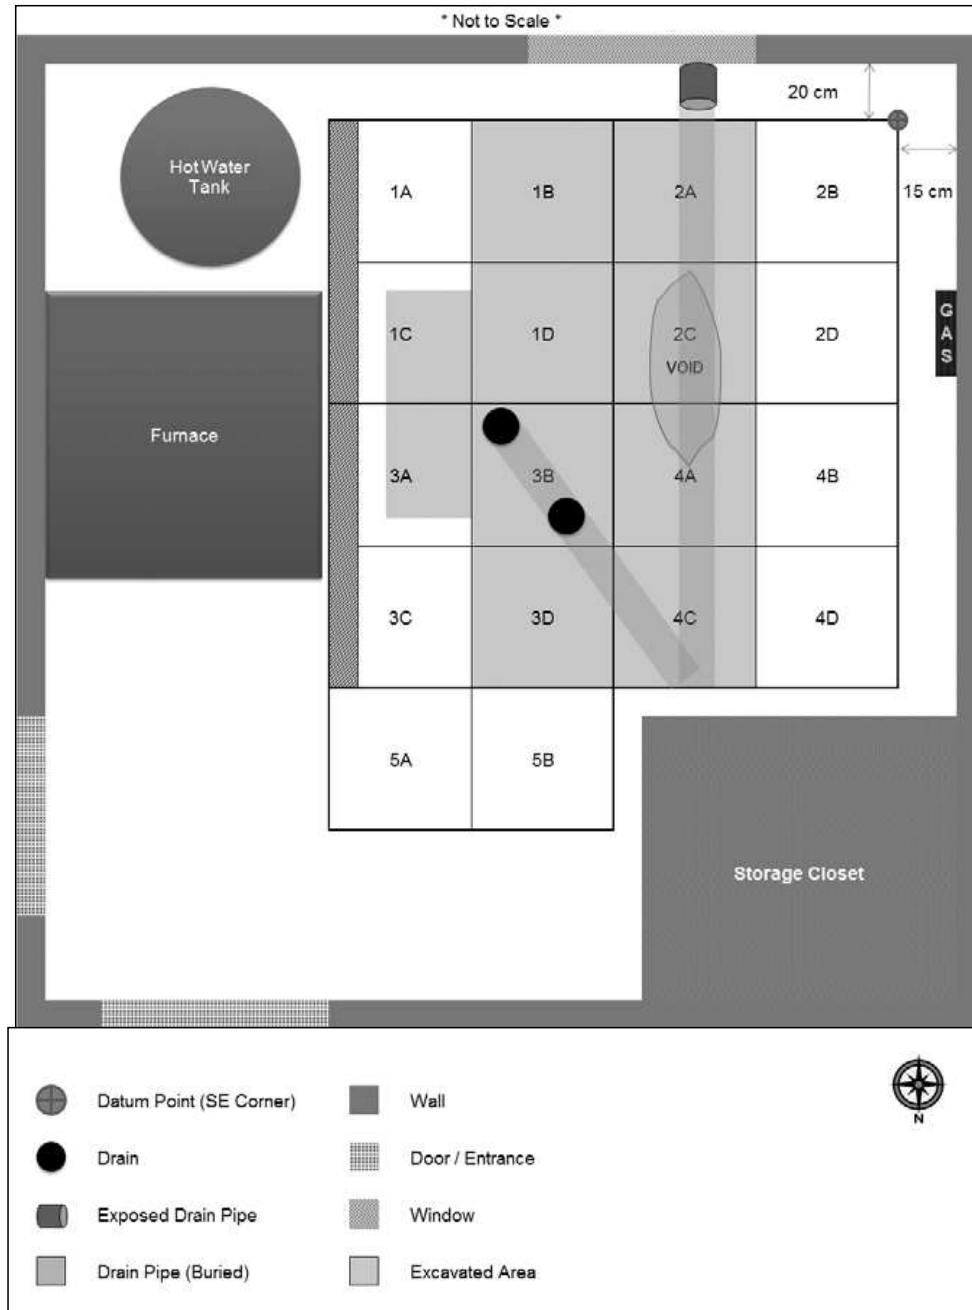 * Not to Scale *
20 cm
Hot Water
Tank
1A
1B
2A
2B
15 cm
1C
1D
2C
2D
VOID
G
A
S
Furnace
3A
3B
4A
4B
3C
3D
4C
4D
5A
5B
Storage Closet
Datum Point (SE Corner)
Wall
Drain
Door / Entrance
Exposed Drain Pipe
Window
Drain Pipe (Buried)
Excavated Area
N